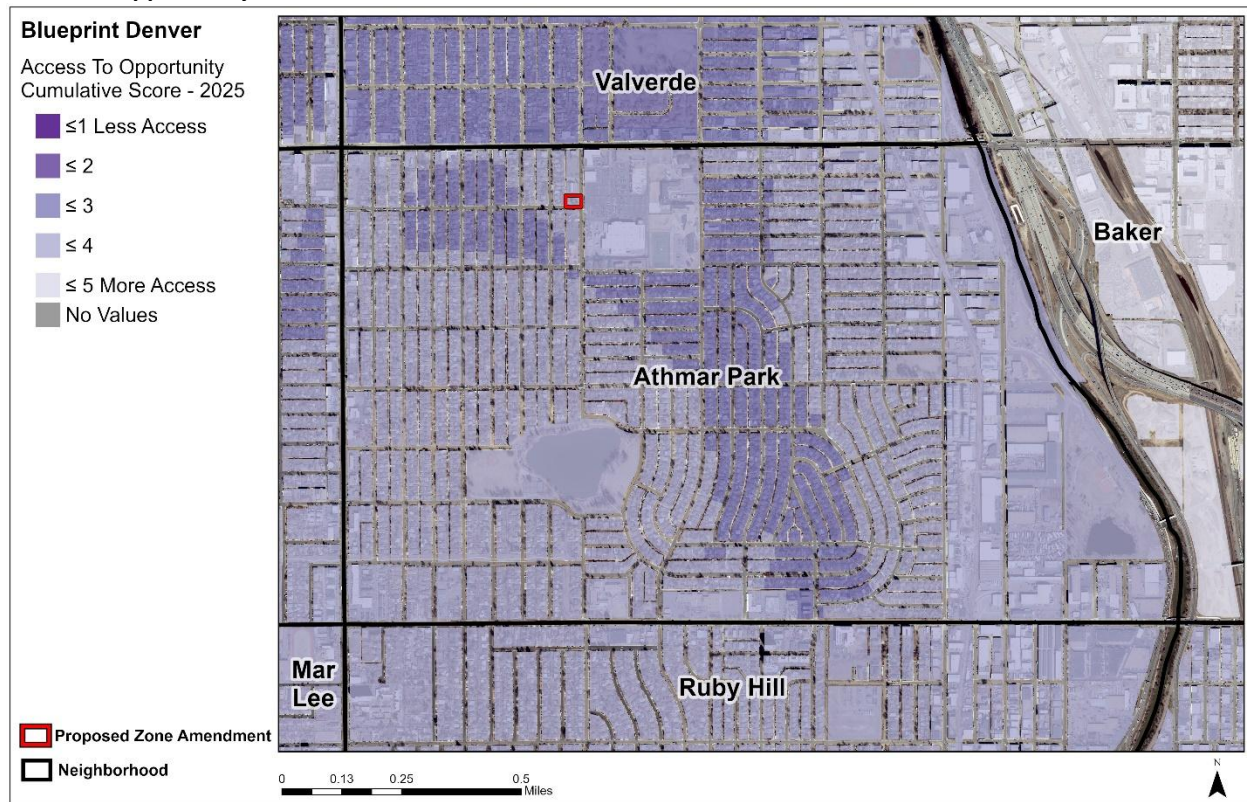 Blueprint Denver
Access To Opportunity
Cumulative Score - 2025
≤1 Less Access
≤ 2
≤ 3
≤ 4
≤ 5 More Access
No Values
Proposed Zone Amendment
Neighborhood
Valverde
Baker
Athmar Park
Mar
Lee
Ruby Hill
0 0.13 0.25 0.5
Miles
N